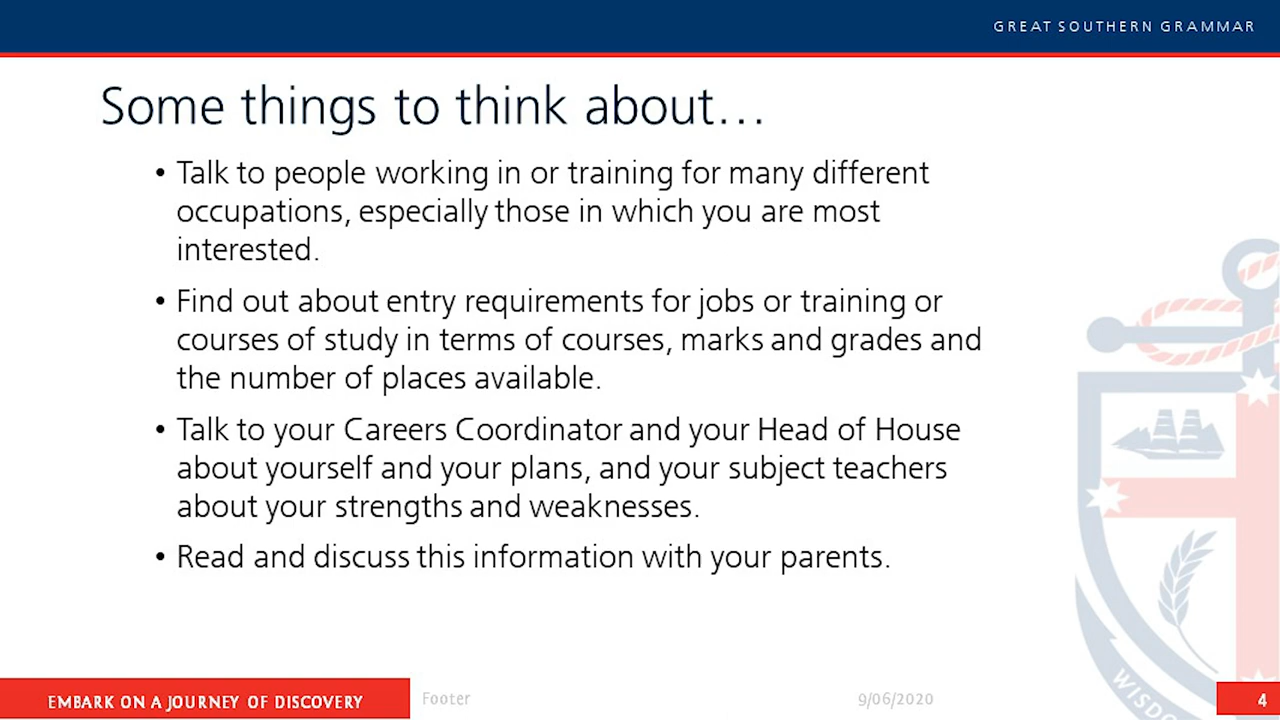 GREAT SOUTHERN GRAMMAR
Some things to think about...
• Talk to people working in or training for many different
occupations, especially those in which you are most
interested.
• Find out about entry requirements for jobs or training or
courses of study in terms of courses, marks and grades and
the number of places available.
• Talk to your Careers Coordinator and your Head of House
about yourself and your plans, and your subject teachers
about your strengths and weaknesses.
• Read and discuss this information with your parents.
EMBARK ON A JOURNEY OF DISCOVERY
Footer
9/06/2020
4